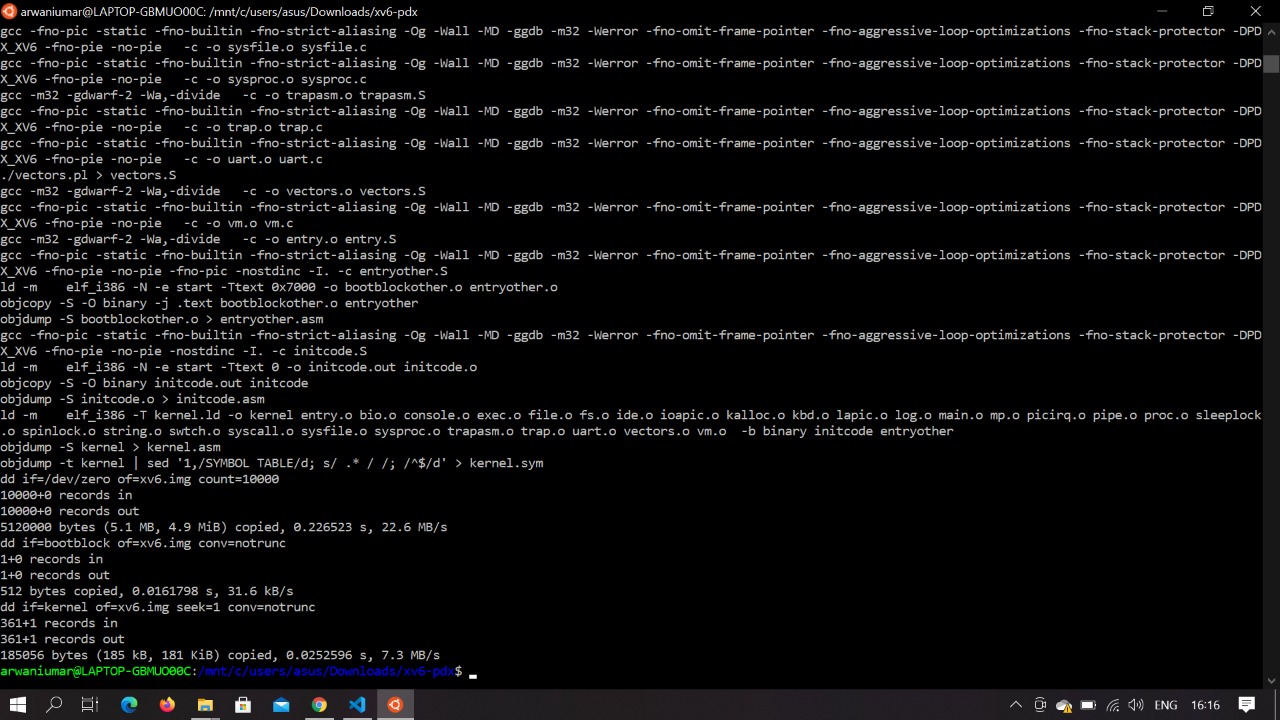 arwaniumar@LAPTOP-GBMUO00C: /mnt/c/users/asus/Downloads/xv6-pdx
gcc -fno-pic -static -fno-builtin -fno-strict-aliasing -Og -Wall -MD -ggdb -m32 -Werror -fno-omit-frame-pointer -fno-aggressive-loop-optimizations -fno-stack-protector -DPD
X_XV6 -fno-pie -no-pie   -c -o sysfile.o sysfile.c
gcc -fno-pic -static -fno-builtin -fno-strict-aliasing -Og -Wall -MD -ggdb -m32 -Werror -fno-omit-frame-pointer -fno-aggressive-loop-optimizations -fno-stack-protector -DPD
X_XV6 -fno-pie -no-pie   -c -o sysproc.o sysproc.c
gcc -m32 -gdwarf-2 -Wa,-divide   -c -o trapasm.o trapasm.S
gcc -fno-pic -static -fno-builtin -fno-strict-aliasing -Og -Wall -MD -ggdb -m32 -Werror -fno-omit-frame-pointer -fno-aggressive-loop-optimizations -fno-stack-protector -DPD
X_XV6 -fno-pie -no-pie   -c -o trap.o trap.c
gcc -fno-pic -static -fno-builtin -fno-strict-aliasing -Og -Wall -MD -ggdb -m32 -Werror -fno-omit-frame-pointer -fno-aggressive-loop-optimizations -fno-stack-protector -DPD
X_XV6 -fno-pie -no-pie   -c -o uart.o uart.c
./vectors.pl > vectors.S
gcc -m32 -gdwarf-2 -Wa,-divide   -c -o vectors.o vectors.S
gcc -fno-pic -static -fno-builtin -fno-strict-aliasing -Og -Wall -MD -ggdb -m32 -Werror -fno-omit-frame-pointer -fno-aggressive-loop-optimizations -fno-stack-protector -DPD
X_XV6 -fno-pie -no-pie   -c -o vm.o vm.c
gcc -m32 -gdwarf-2 -Wa,-divide   -c -o entry.o entry.S
gcc -fno-pic -static -fno-builtin -fno-strict-aliasing -Og -Wall -MD -ggdb -m32 -Werror -fno-omit-frame-pointer -fno-aggressive-loop-optimizations -fno-stack-protector -DPD
X_XV6 -fno-pie -no-pie -fno-pic -nostdinc -I. -c entryother.S
ld -m    elf_i386 -N -e start -Ttext 0x7000 -o bootblockother.o entryother.o
objcopy -S -O binary -j .text bootblockother.o entryother
objdump -S bootblockother.o > entryother.asm
gcc -fno-pic -static -fno-builtin -fno-strict-aliasing -Og -Wall -MD -ggdb -m32 -Werror -fno-omit-frame-pointer -fno-aggressive-loop-optimizations -fno-stack-protector -DPD
X_XV6 -fno-pie -no-pie -nostdinc -I. -c initcode.S
ld -m    elf_i386 -N -e start -Ttext 0 -o initcode.out initcode.o
objcopy -S -O binary initcode.out initcode
objdump -S initcode.o > initcode.asm
ld -m    elf_i386 -T kernel.ld -o kernel entry.o bio.o console.o exec.o file.o fs.o ide.o ioapic.o kalloc.o kbd.o lapic.o log.o main.o mp.o picirq.o pipe.o proc.o sleeplock
.o spinlock.o string.o swtch.o syscall.o sysfile.o sysproc.o trapasm.o trap.o uart.o vectors.o vm.o  -b binary initcode entryother
objdump -S kernel > kernel.asm
objdump -t kernel | sed '1,/SYMBOL TABLE/d; s/ .* / /; /^$/d' > kernel.sym
dd if=/dev/zero of=xv6.img count=10000
10000+0 records in
10000+0 records out
5120000 bytes (5.1 MB, 4.9 MiB) copied, 0.226523 s, 22.6 MB/s
dd if=bootblock of=xv6.img conv=notrunc
1+0 records in
1+0 records out
512 bytes copied, 0.0161798 s, 31.6 kB/s
dd if=kernel of=xv6.img seek=1 conv=notrunc
361+1 records in
361+1 records out
185056 bytes (185 kB, 181 KiB) copied, 0.0252596 s, 7.3 MB/s
arwaniumar@LAPTOP-GBMUO00C:/mnt/c/users/asus/Downloads/xv6-pdx$
ENG
16:16